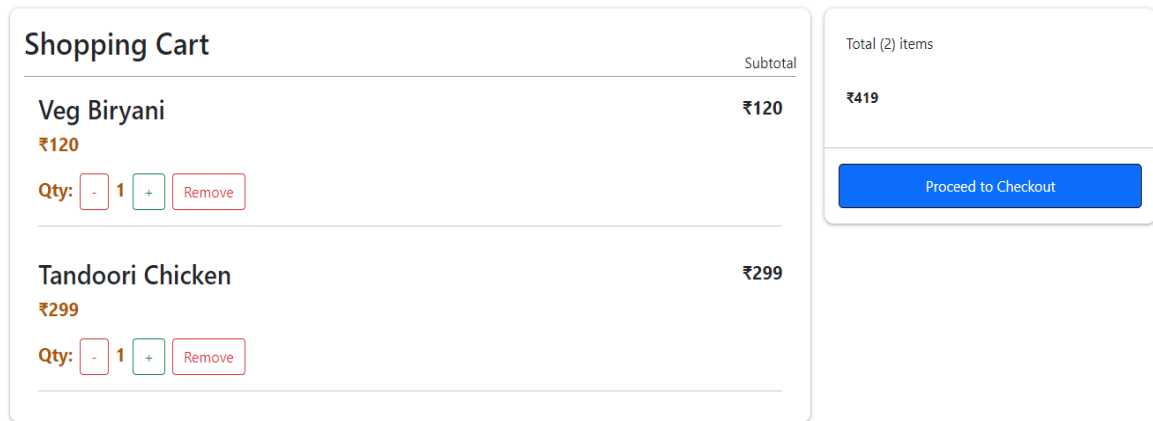 Shopping Cart
Subtotal
Veg Biryani
₹120
₹120
Qty: - 1 + Remove
Tandoori Chicken
₹299
₹299
Qty: - 1 + Remove
Total (2) items
₹419
Proceed to Checkout